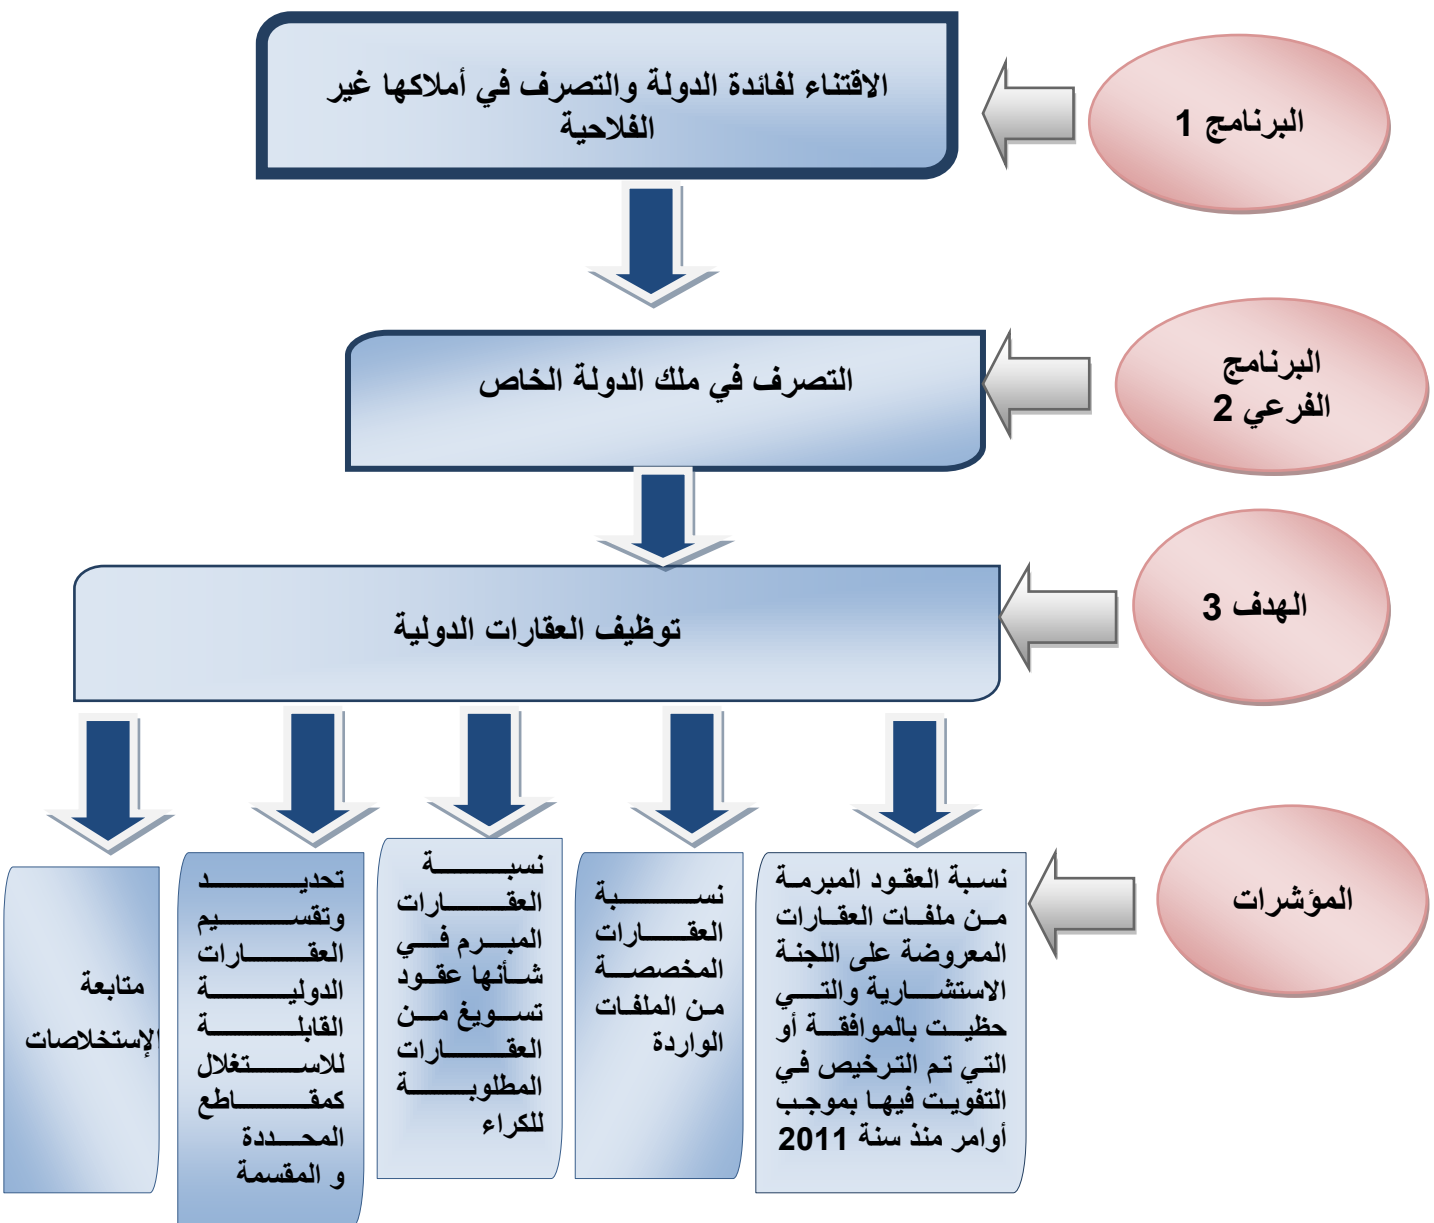 البرنامج 1
الاقتناء لفائدة الدولة والتصرف في أملاكها غير
الفلاحية
البرنامج
الفرعي 2
التصرف في ملك الدولة الخاص
الهدف 3
توظيف العقارات الدولية
المؤشرات
نسبة العقود المبرمة
من ملفات العقارات
المعروضة على اللجنة
الاستشارية والتي
حظيت بالموافقة أو
التي تم الترخيص في
التفويت فيها بموجب
أوامر منذ سنة 2011
نسبة
العقارات
المخصصة
من الملفات
الواردة
نسبة
العقارات
المبرم في
شأنها عقود
تسويغ من
العقارات
المطلوبة
للكراء
تحديد
وتقسيم
العقارات
الدولية
القابلة
للاستغلال
كمقاطع
المحددة
و المقسمة
متابعة
الإستخلاصات